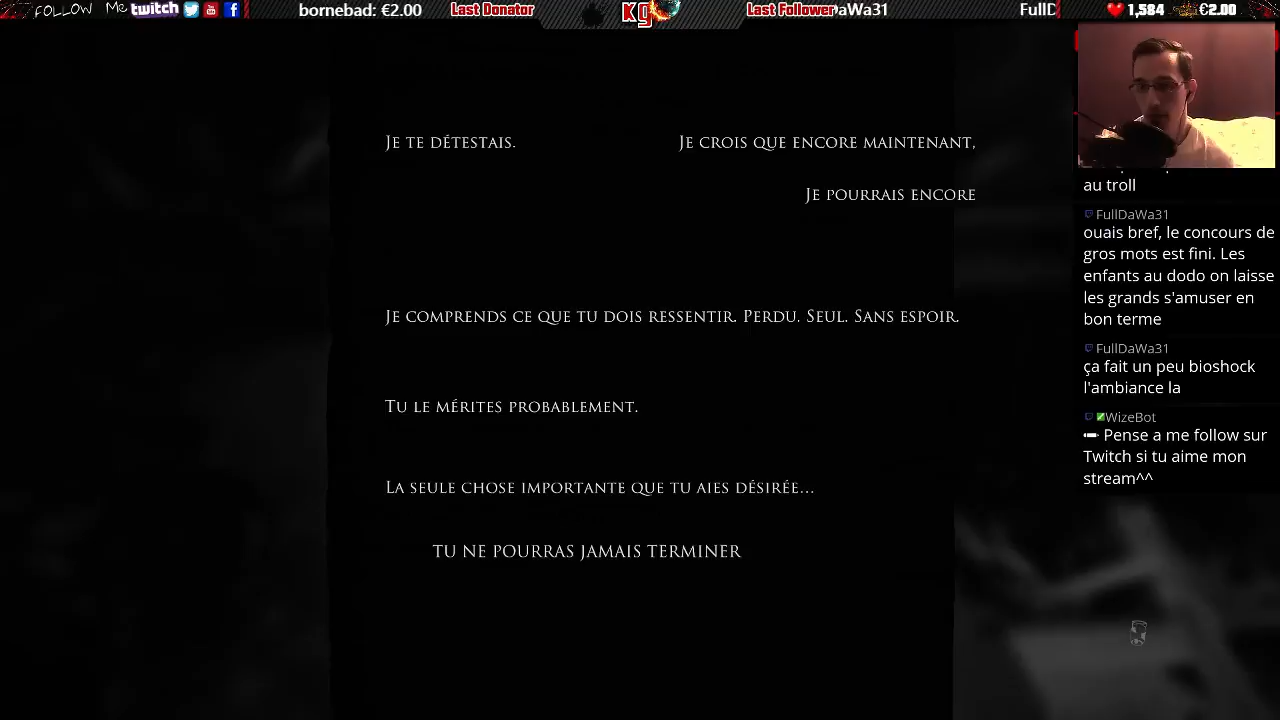 FOLLOW Me twitch
bornebad: €2.00
Last Donator
Kg
Last Follower
DaWa31
FullD
1,584
€2.00
Je te détestais.
Je crois que encore maintenant,
Je pourrais encore
Je comprends ce que tu dois ressentir. Perdu. Seul. Sans espoir.
Tu le mérites probablement.
La seule chose importante que tu aies désirée...
TU NE POURRAS JAMAIS TERMINER
au troll
FullDaWa31
ouais bref, le concours de
gros mots est fini. Les
enfants au dodo on laisse
les grands s'amuser en
bon terme
FullDaWa31
ça fait un peu bioshock
l'ambiance la
WizeBot
Pense a me follow sur
Twitch si tu aime mon
stream^^